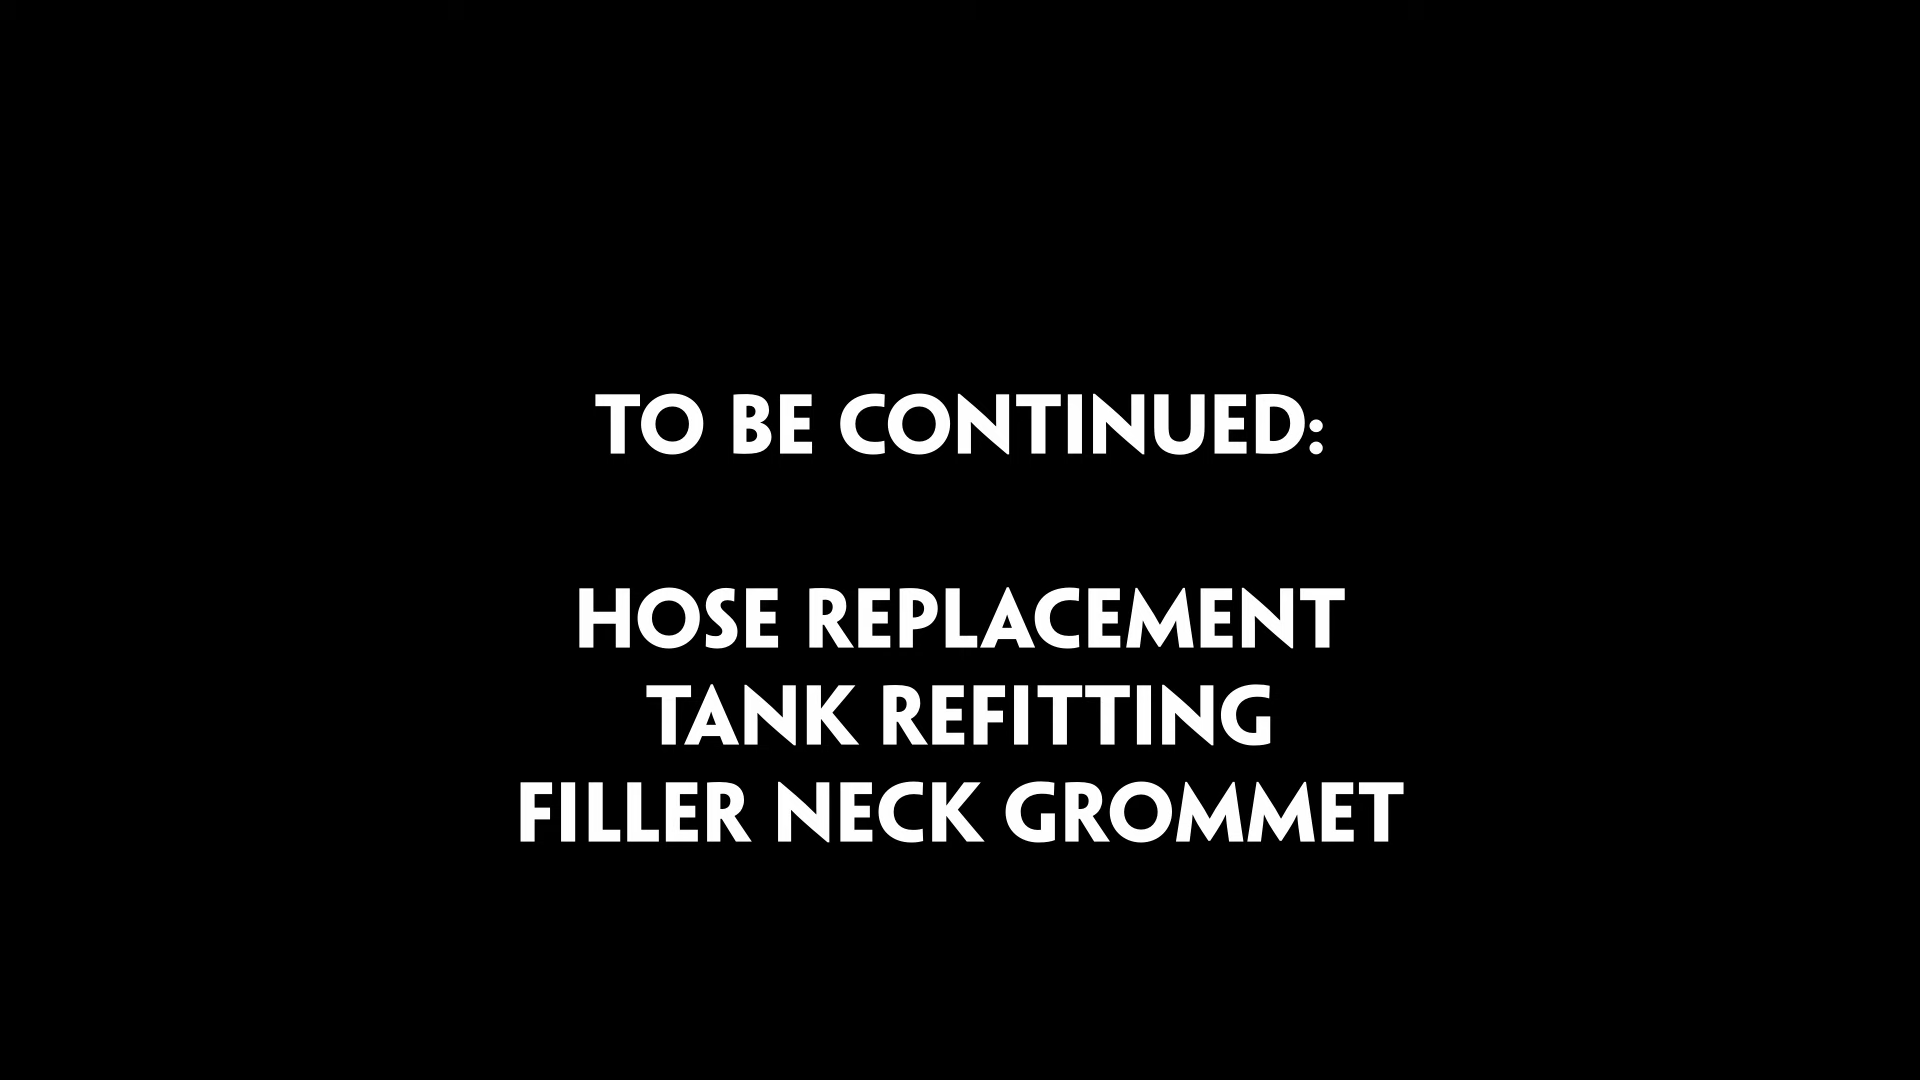 TO BE CONTINUED:
HOSE REPLACEMENT
TANK REFITTING
FILLER NECK GROMMET